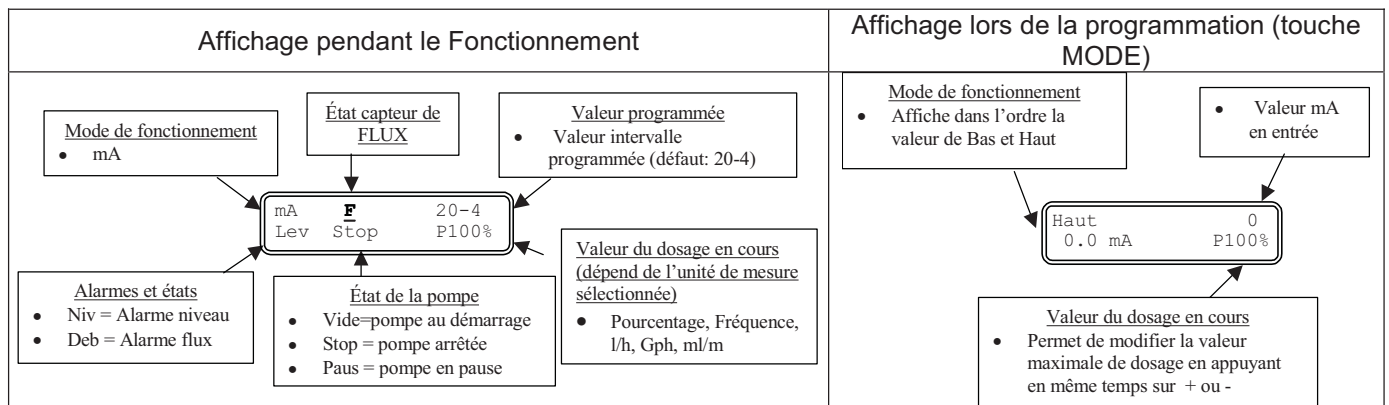 Affichage pendant le Fonctionnement
Affichage lors de la programmation (touche
MODE)
Mode de fonctionnement
• mA
État capteur de
FLUX
Valeur programmée
• Valeur intervalle
programmée (défaut: 20-4)
mA F 20-4
Lev Stop P100%
Alarmes et états
• Niv = Alarme niveau
• Deb = Alarme flux
État de la pompe
• Vide=pompe au démarrage
• Stop = pompe arrêtée
• Paus = pompe en pause
Valeur du dosage en cours
(dépend de l’unité de mesure
sélectionnée)
• Pourcentage, Fréquence,
l/h, Gph, ml/m
Mode de fonctionnement
• Affiche dans l’ordre la
valeur de Bas et Haut
• Valeur mA
en entrée
Haut 0
0.0 mA P100%
Valeur du dosage en cours
• Permet de modifier la valeur
maximale de dosage en appuyant
en même temps sur + ou -